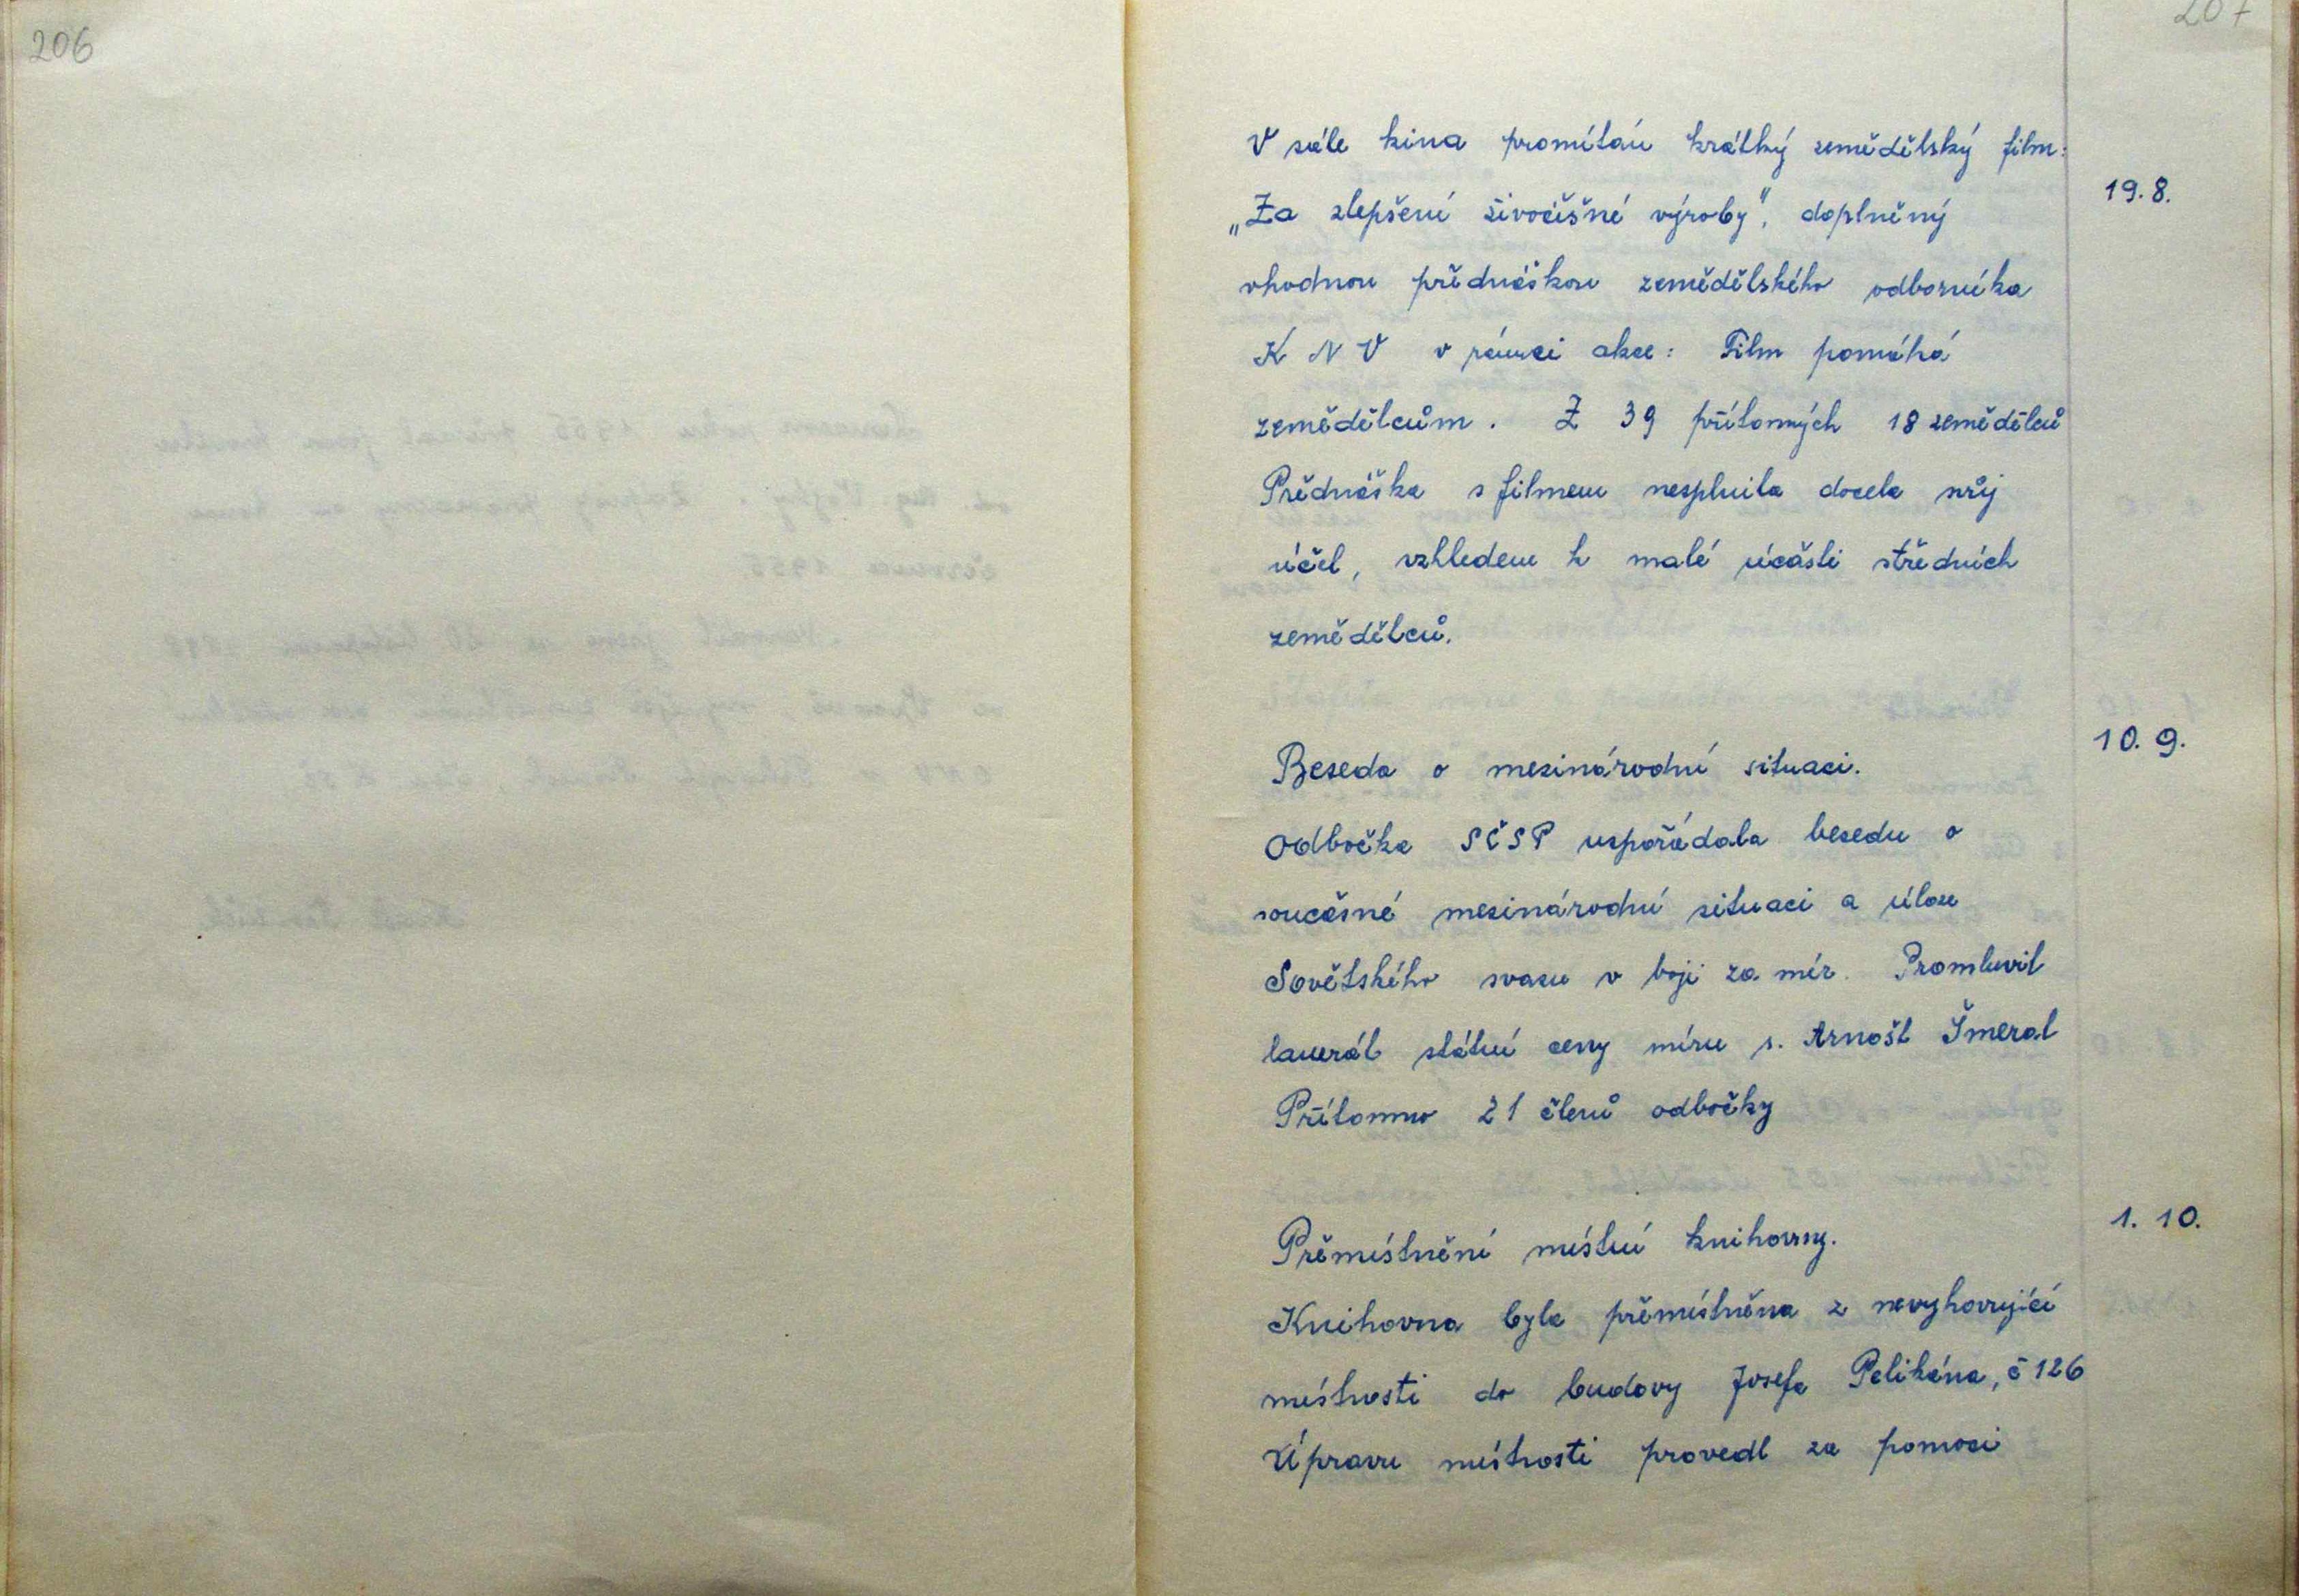 206
207
V sále kina promítán krátký zemědělský film:
19.8.
„Za zlepšení živočišné výroby", doplněný
vhodnou přednáškou zemědělského odborníka
K N V v rámci akce: Film pomáhá
zemědělcům. Z 39 přítomných 18 zemědělců
Přednáška s filmem nesplnila docela svůj
účel, vzhledem k malé účasti středních
zemědělců.
10. 9.
Beseda o mezinárodní situaci.
Odbočka SČSP uspořádala besedu o
současné mezinárodní situaci a úloze
Sovětského svazu v boji za mír. Promluvil
laureát státní ceny míru s. Arnošt Šmeral
Přítomno 21 členů odbočky
1. 10.
Přemístnění místní knihovny.
Knihovna byla přemístněna z nevyhovující
místnosti do budovy Josefa Pelikána, č 126
Úpravu místnosti provedl za pomoci